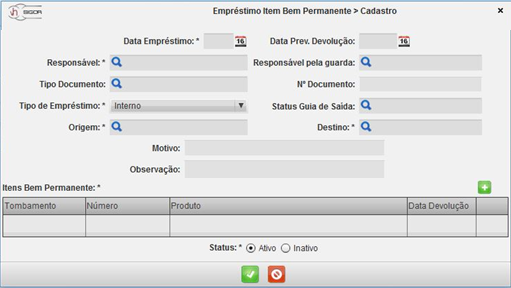 SIGOR
Empréstimo Item Bem Permanente > Cadastro
Data Empréstimo: * 16 Data Prev. Devolução: 16
Responsável: * Responsável pela guarda:
Tipo Documento: Nº Documento:
Tipo de Empréstimo: * Interno Status Guia de Saída:
Origem: * Destino: *
Motivo:
Observação:
Itens Bem Permanente: *
Tombamento Número Produto Data Devolução
Status: * Ativo Inativo